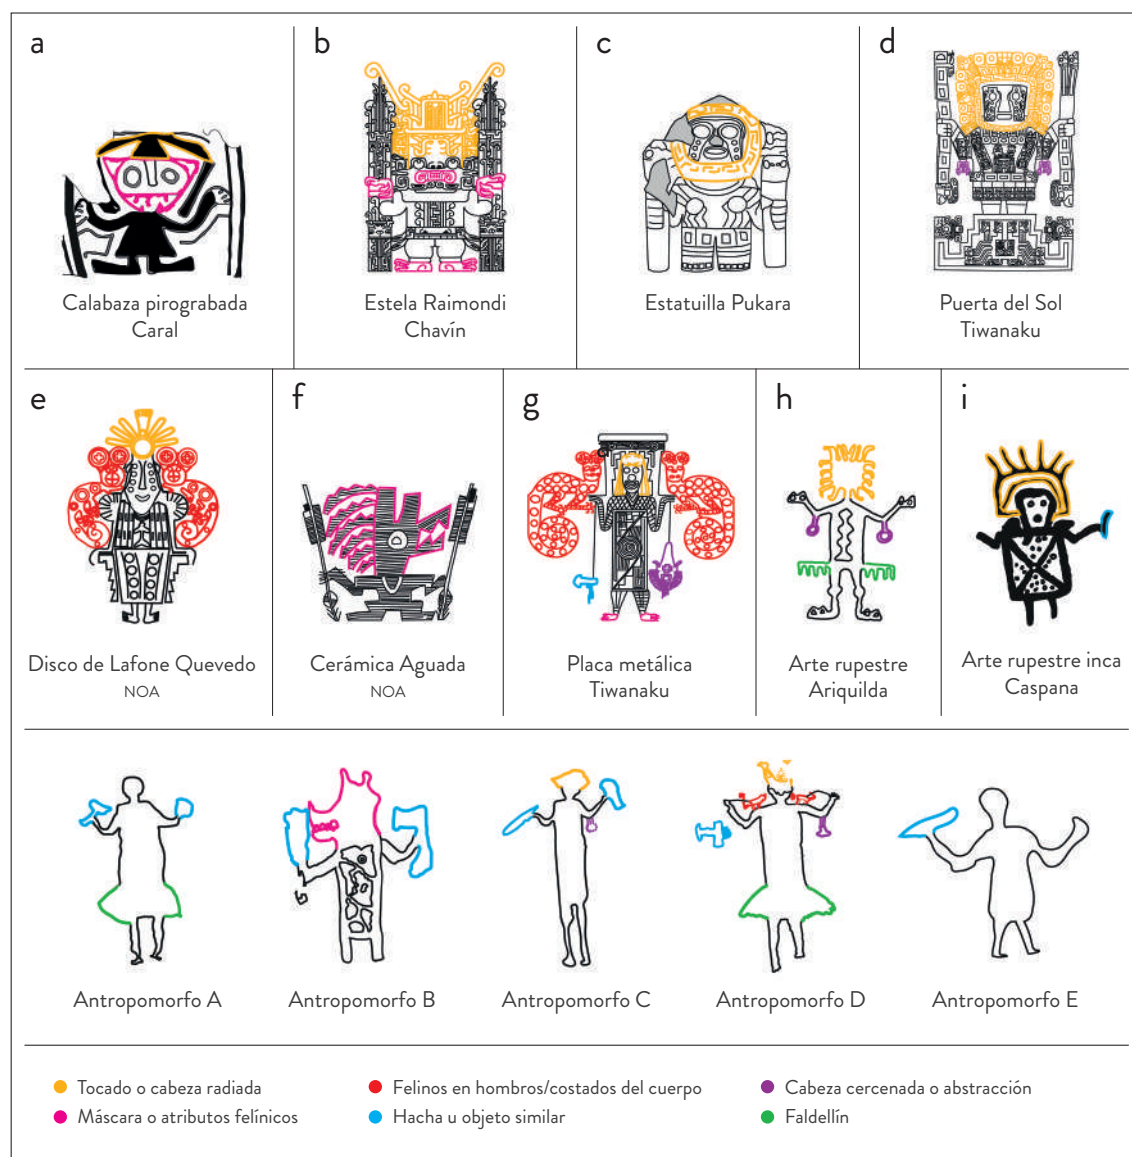 a
b
c
d
Calabaza pirograbada
Caral
Estela Raimondi
Chavín
Estatuilla Pukara
Puerta del Sol
Tiwanaku
e
f
g
h
i
Disco de Lafone Quevedo
NOA
Cerámica Aguada
NOA
Placa metálica
Tiwanaku
Arte rupestre
Ariquilda
Arte rupestre inca
Caspana
Antropomorfo A
Antropomorfo B
Antropomorfo C
Antropomorfo D
Antropomorfo E
Tocado o cabeza radiada
Felinos en hombros/costados del cuerpo
Cabeza cercenada o abstracción
Máscara o atributos felínicos
Hacha u objeto similar
Faldellín